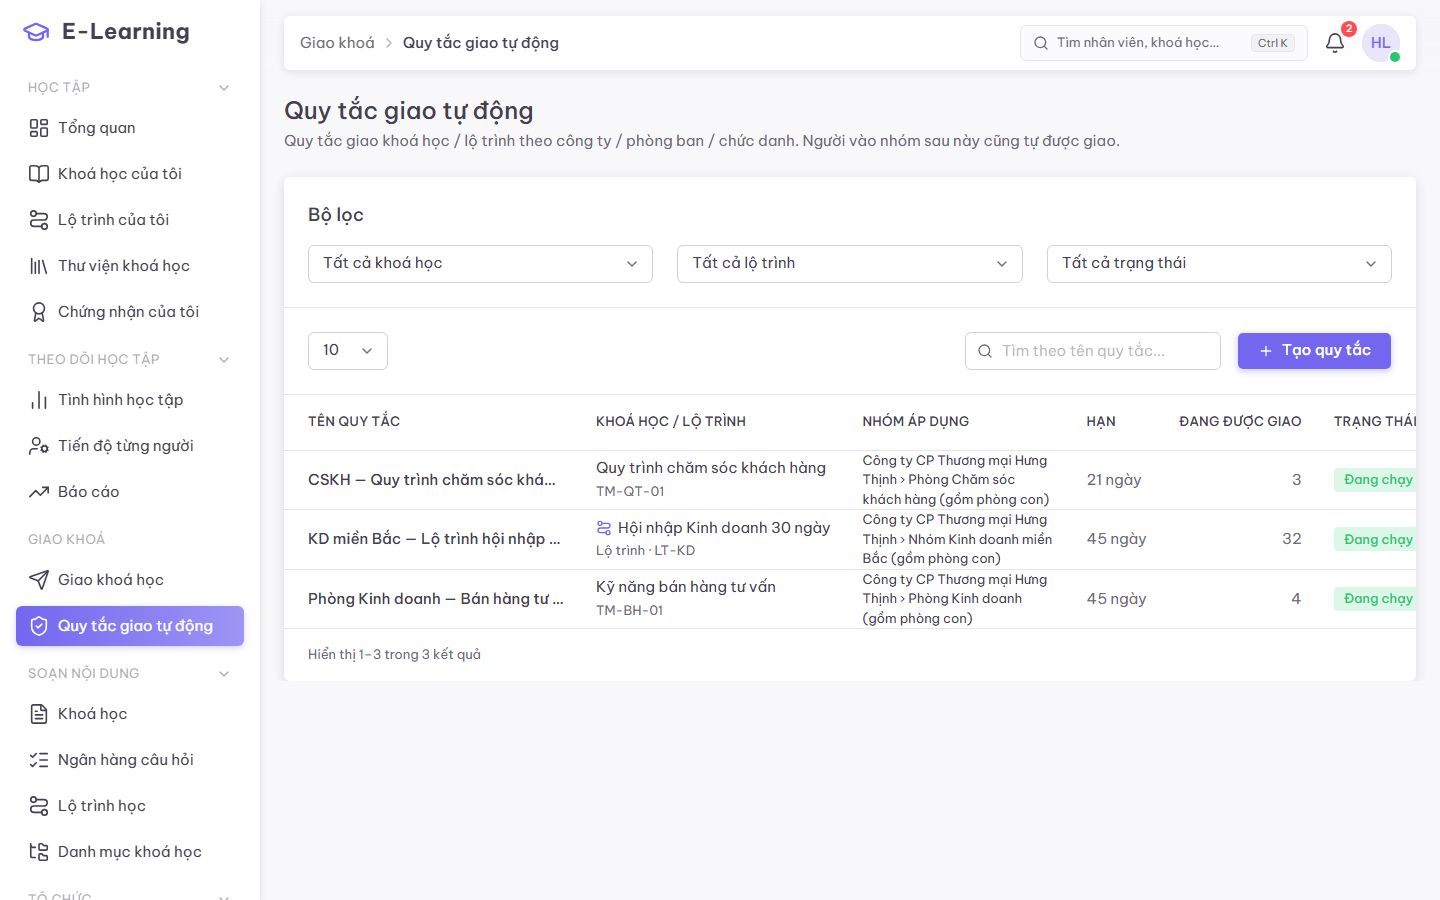 E-Learning
HỌC TẬP
Tổng quan
Khoá học của tôi
Lộ trình của tôi
Thư viện khoá học
Chứng nhận của tôi
THEO DÕI HỌC TẬP
Tình hình học tập
Tiến độ từng người
Báo cáo
GIAO KHOÁ
Giao khoá học
Quy tắc giao tự động
SOẠN NỘI DUNG
Khoá học
Ngân hàng câu hỏi
Lộ trình học
Danh mục khoá học
TỔ CHỨC
Giao khoá > Quy tắc giao tự động
Tìm nhân viên, khoá học... Ctrl K
2
HL
Quy tắc giao tự động
Quy tắc giao khoá học / lộ trình theo công ty / phòng ban / chức danh. Người vào nhóm sau này cũng tự được giao.
Bộ lọc
Tất cả khoá học
Tất cả lộ trình
Tất cả trạng thái
10
Tìm theo tên quy tắc...
+ Tạo quy tắc
TÊN QUY TẮC KHOÁ HỌC / LỘ TRÌNH NHÓM ÁP DỤNG HẠN ĐANG ĐƯỢC GIAO TRẠNG THÁI
CSKH — Quy trình chăm sóc khá...
Quy trình chăm sóc khách hàng
TM-QT-01
Công ty CP Thương mại Hưng
Thịnh › Phòng Chăm sóc
khách hàng (gồm phòng con)
21 ngày
3
Đang chạy
KD miền Bắc — Lộ trình hội nhập ...
Hội nhập Kinh doanh 30 ngày
Lộ trình · LT-KD
Công ty CP Thương mại Hưng
Thịnh › Nhóm Kinh doanh miền
Bắc (gồm phòng con)
45 ngày
32
Đang chạy
Phòng Kinh doanh — Bán hàng tư ...
Kỹ năng bán hàng tư vấn
TM-BH-01
Công ty CP Thương mại Hưng
Thịnh › Phòng Kinh doanh
(gồm phòng con)
45 ngày
4
Đang chạy
Hiển thị 1–3 trong 3 kết quả